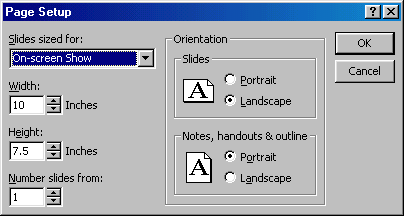 Page Setup
Slides sized for:
On-screen Show
Width:
10 Inches
Height:
7.5 Inches
Number slides from:
1
Orientation
Slides
A
Portrait
Landscape
Notes, handouts & outline
A
Portrait
Landscape
OK
Cancel